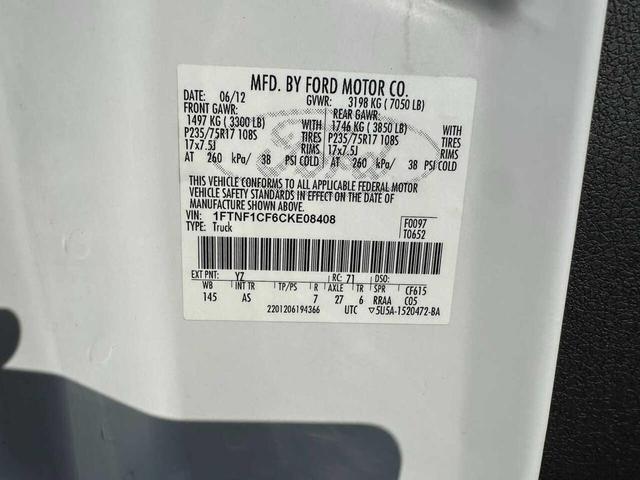 MFD. BY FORD MOTOR CO.
DATE: 06/12 GVWR: 3198 KG ( 7050 LB)
FRONT GAWR: REAR GAWR:
1497 KG ( 3300 LB) WITH 1746 KG ( 3850 LB) WITH
P235/75R17 108S TIRES P235/75R17 108S TIRES
17x7.5J RIMS 17x7.5J RIMS
AT 260 kPa/ 38 PSI COLD AT 260 kPa/ 38 PSI COLD
THIS VEHICLE CONFORMS TO ALL APPLICABLE FEDERAL MOTOR
VEHICLE SAFETY STANDARDS IN EFFECT ON THE DATE OF
MANUFACTURE SHOWN ABOVE.
VIN: 1FTNF1CF6CKE08408 F0097
TYPE: Truck T0652
EXT PNT: YZ RC: 71 DSO:
WB INT TR TP/PS R AXLE TR SPR CF615
145 AS 7 27 6 RRAA C05
2201206194366 UTC ▽5U5A-1520472-BA
Ford